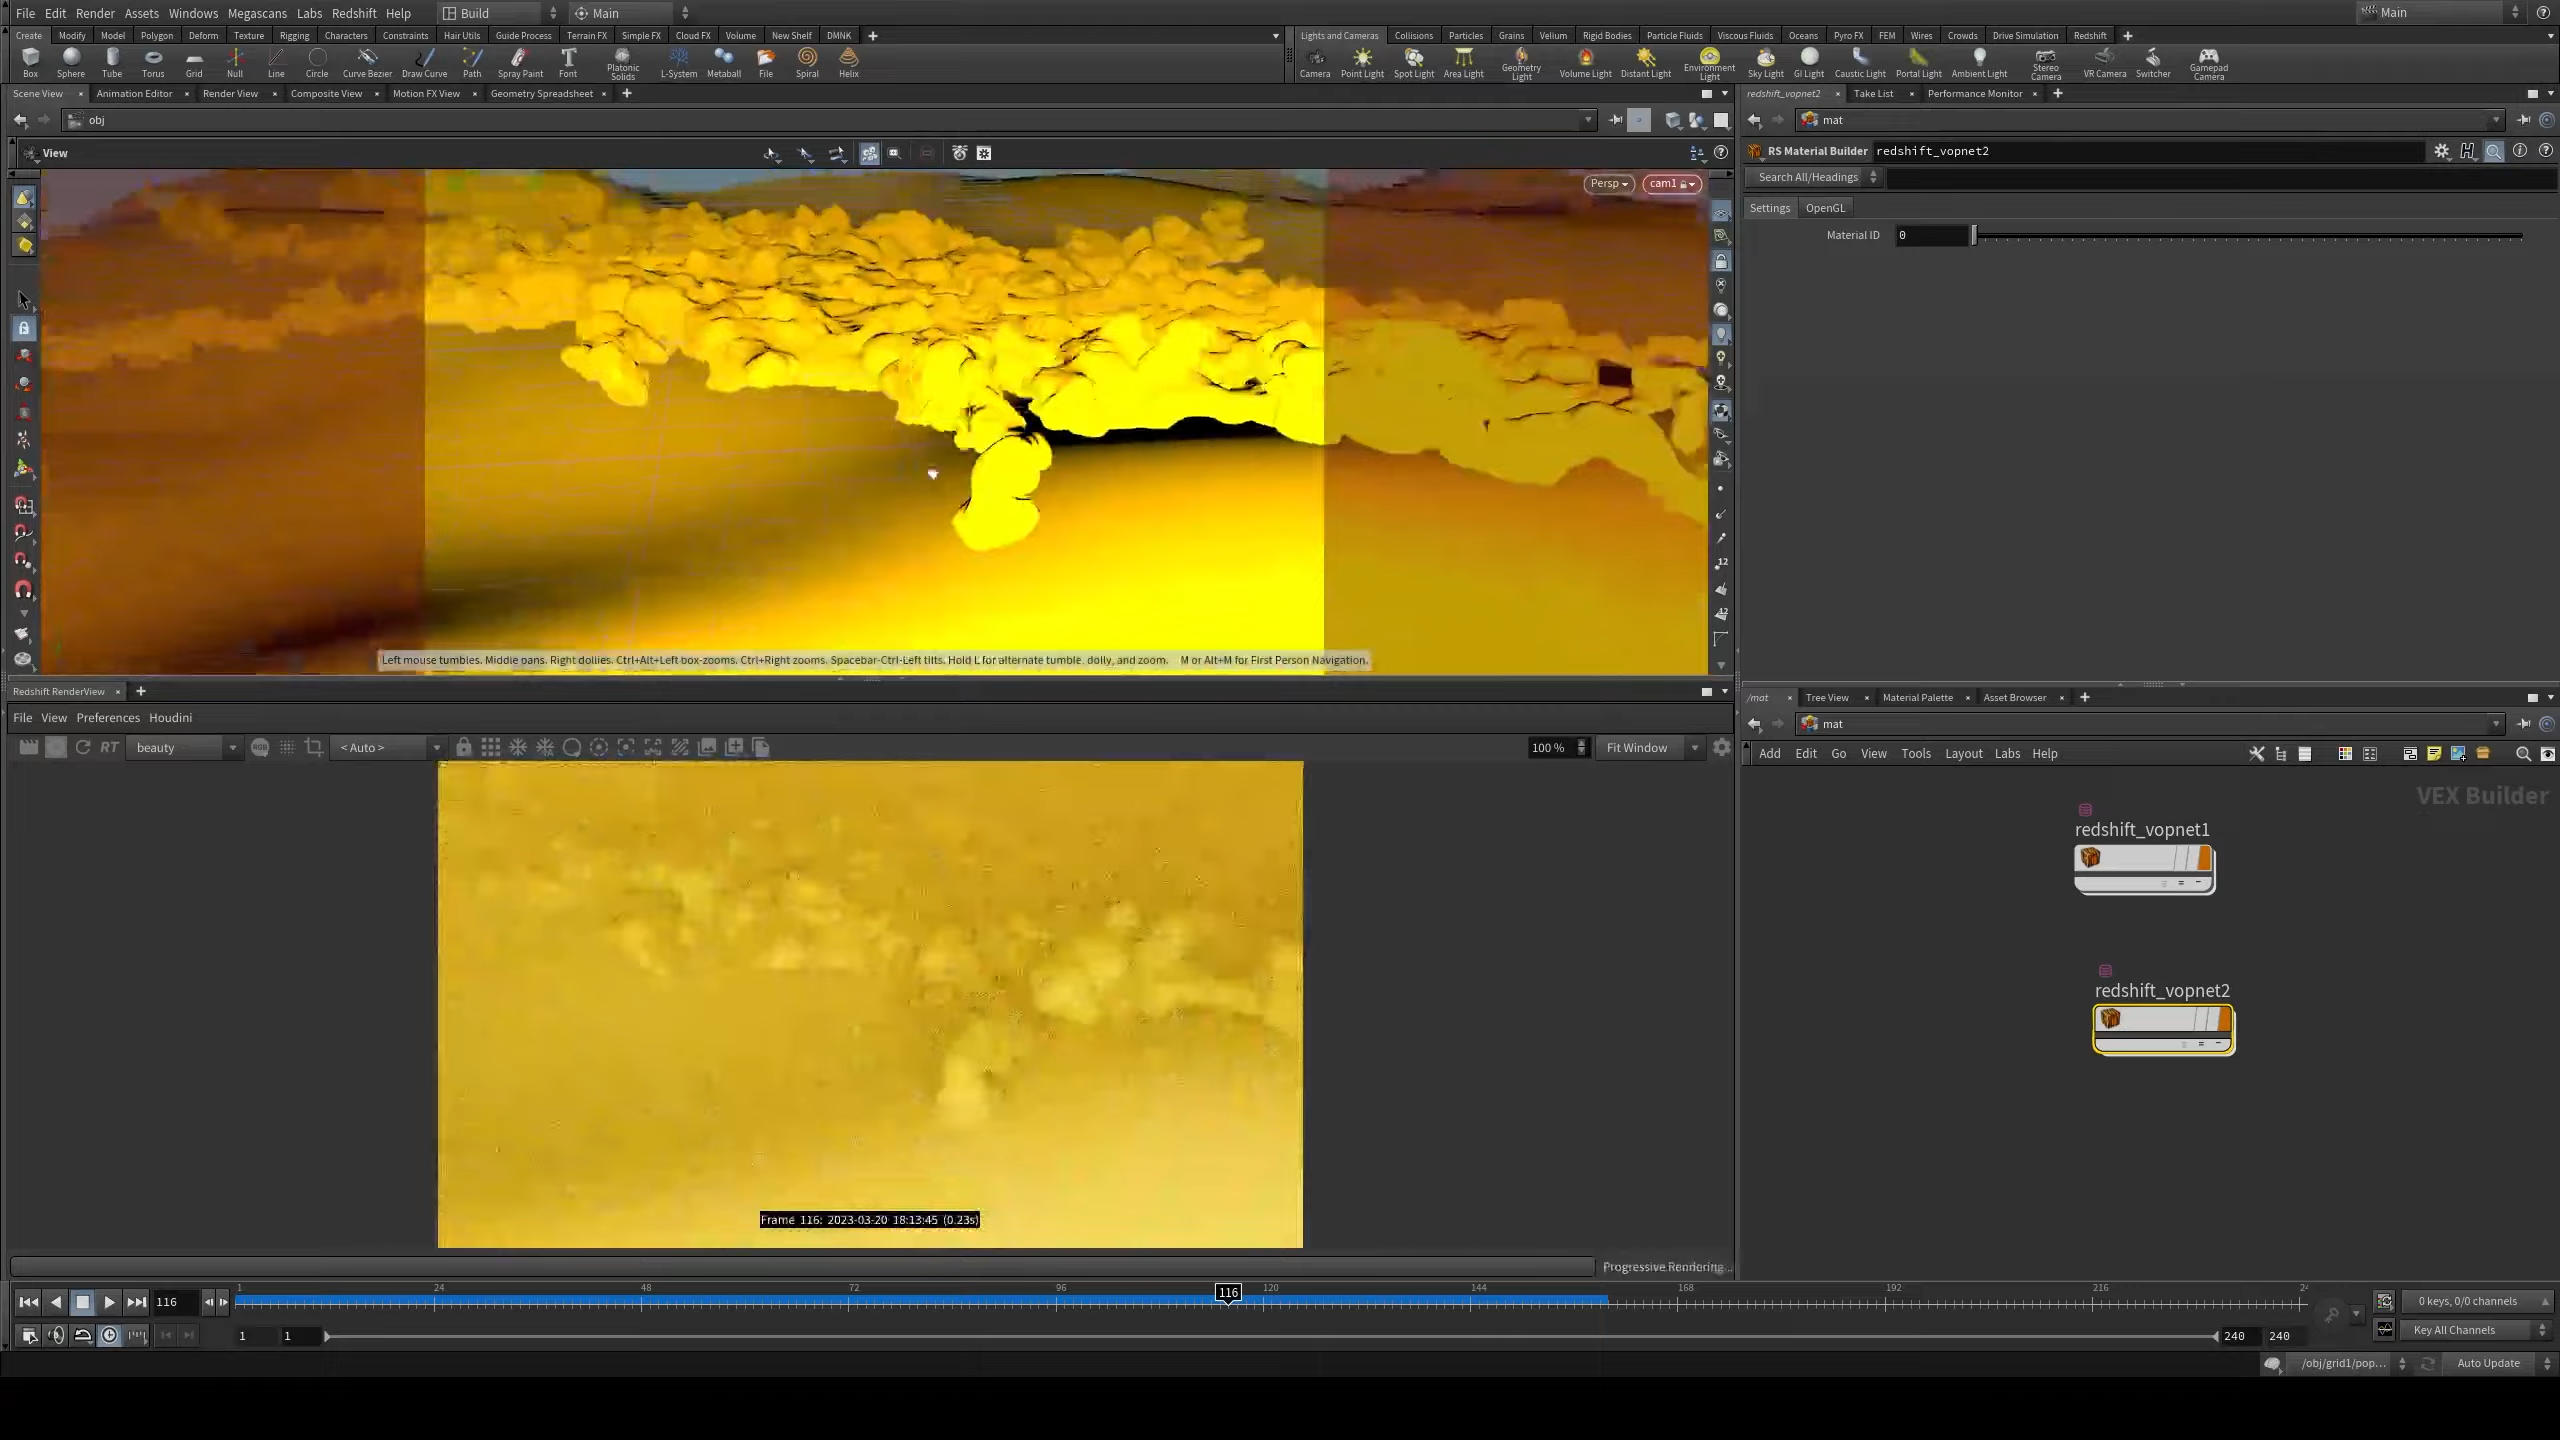 File Edit Render Assets Windows Megascans Labs Redshift Help Build Main Main
Create Modify Model Polygon Deform Texture Rigging Characters Constraints Hair Utils Guide Process Terrain FX Simple FX Cloud FX Volume New Shelf DMNK
Lights and Cameras Collisions Particles Grains Vellum Rigid Bodies Particle Fluids Viscous Fluids Oceans Pyro FX FEM Wires Crowds Drive Simulation Redshift
Box Sphere Tube Torus Grid Null Line Circle Curve Bezier Draw Curve Path Spray Paint Font Platonic Solids L-System Metaball File Spiral Helix
Camera Point Light Spot Light Area Light Geometry Light Volume Light Distant Light Environment Light Sky Light GI Light Caustic Light Portal Light Ambient Light Stereo Camera VR Camera Switcher Gamepad Camera
Scene View Animation Editor Render View Composite View Motion FX View Geometry Spreadsheet
redshift_vopnet2 Take List Performance Monitor
obj
mat
View
RS Material Builder redshift_vopnet2
Search All/Headings
Persp cam1
Settings OpenGL
Material ID 0
12
12
Left mouse tumbles. Middle pans. Right dollies. Ctrl+Alt+Left box-zooms. Ctrl+Right zooms. Spacebar-Ctrl-Left tilts. Hold L for alternate tumble, dolly, and zoom. M or Alt+M for First Person Navigation.
Redshift RenderView
/mat Tree View Material Palette Asset Browser
File View Preferences Houdini
mat
RT beauty RGB < Auto > 100 % Fit Window
Add Edit Go View Tools Layout Labs Help
VEX Builder
redshift_vopnet1
redshift_vopnet2
Frame 116: 2023-03-20 18:13:45 (0.23s)
Progressive Rendering...
116 1 24 48 72 96 116 120 144 168 192 216 24
0 keys, 0/0 channels
1 1 240 240
Key All Channels
/obj/grid1/pop... Auto Update